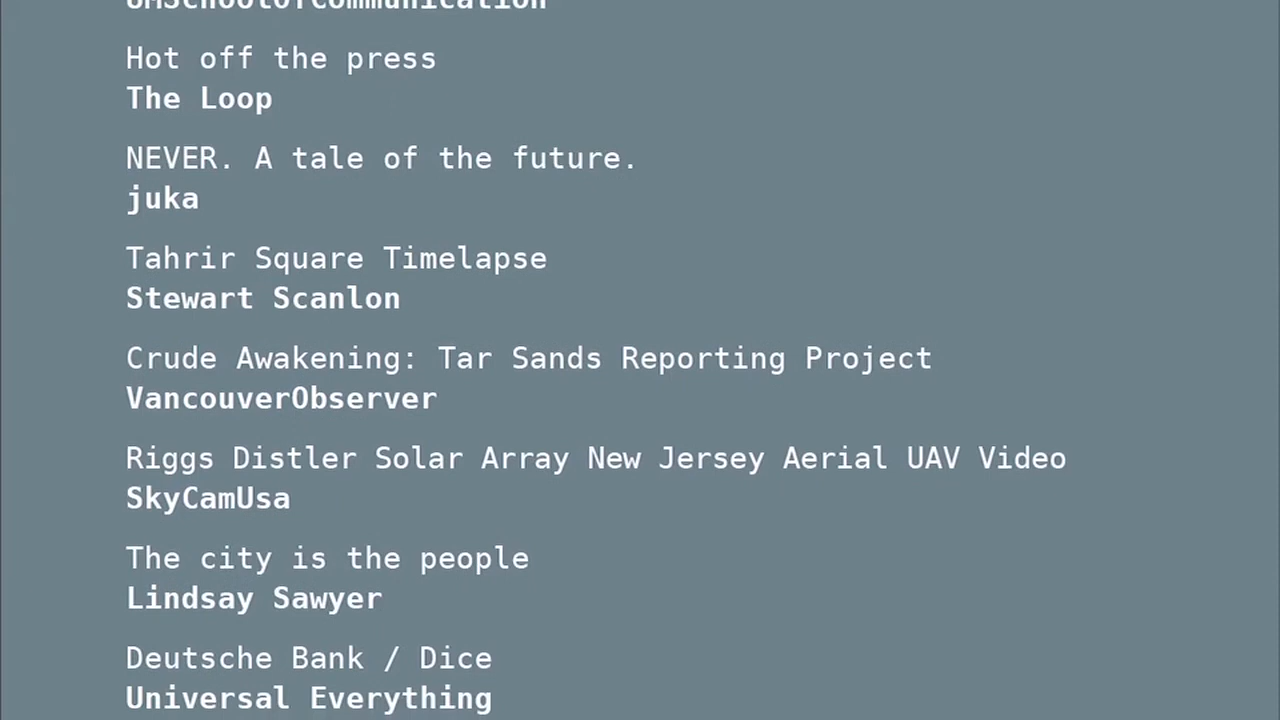 UMSchoolOfCommunication
Hot off the press
The Loop
NEVER. A tale of the future.
juka
Tahrir Square Timelapse
Stewart Scanlon
Crude Awakening: Tar Sands Reporting Project
VancouverObserver
Riggs Distler Solar Array New Jersey Aerial UAV Video
SkyCamUsa
The city is the people
Lindsay Sawyer
Deutsche Bank / Dice
Universal Everything